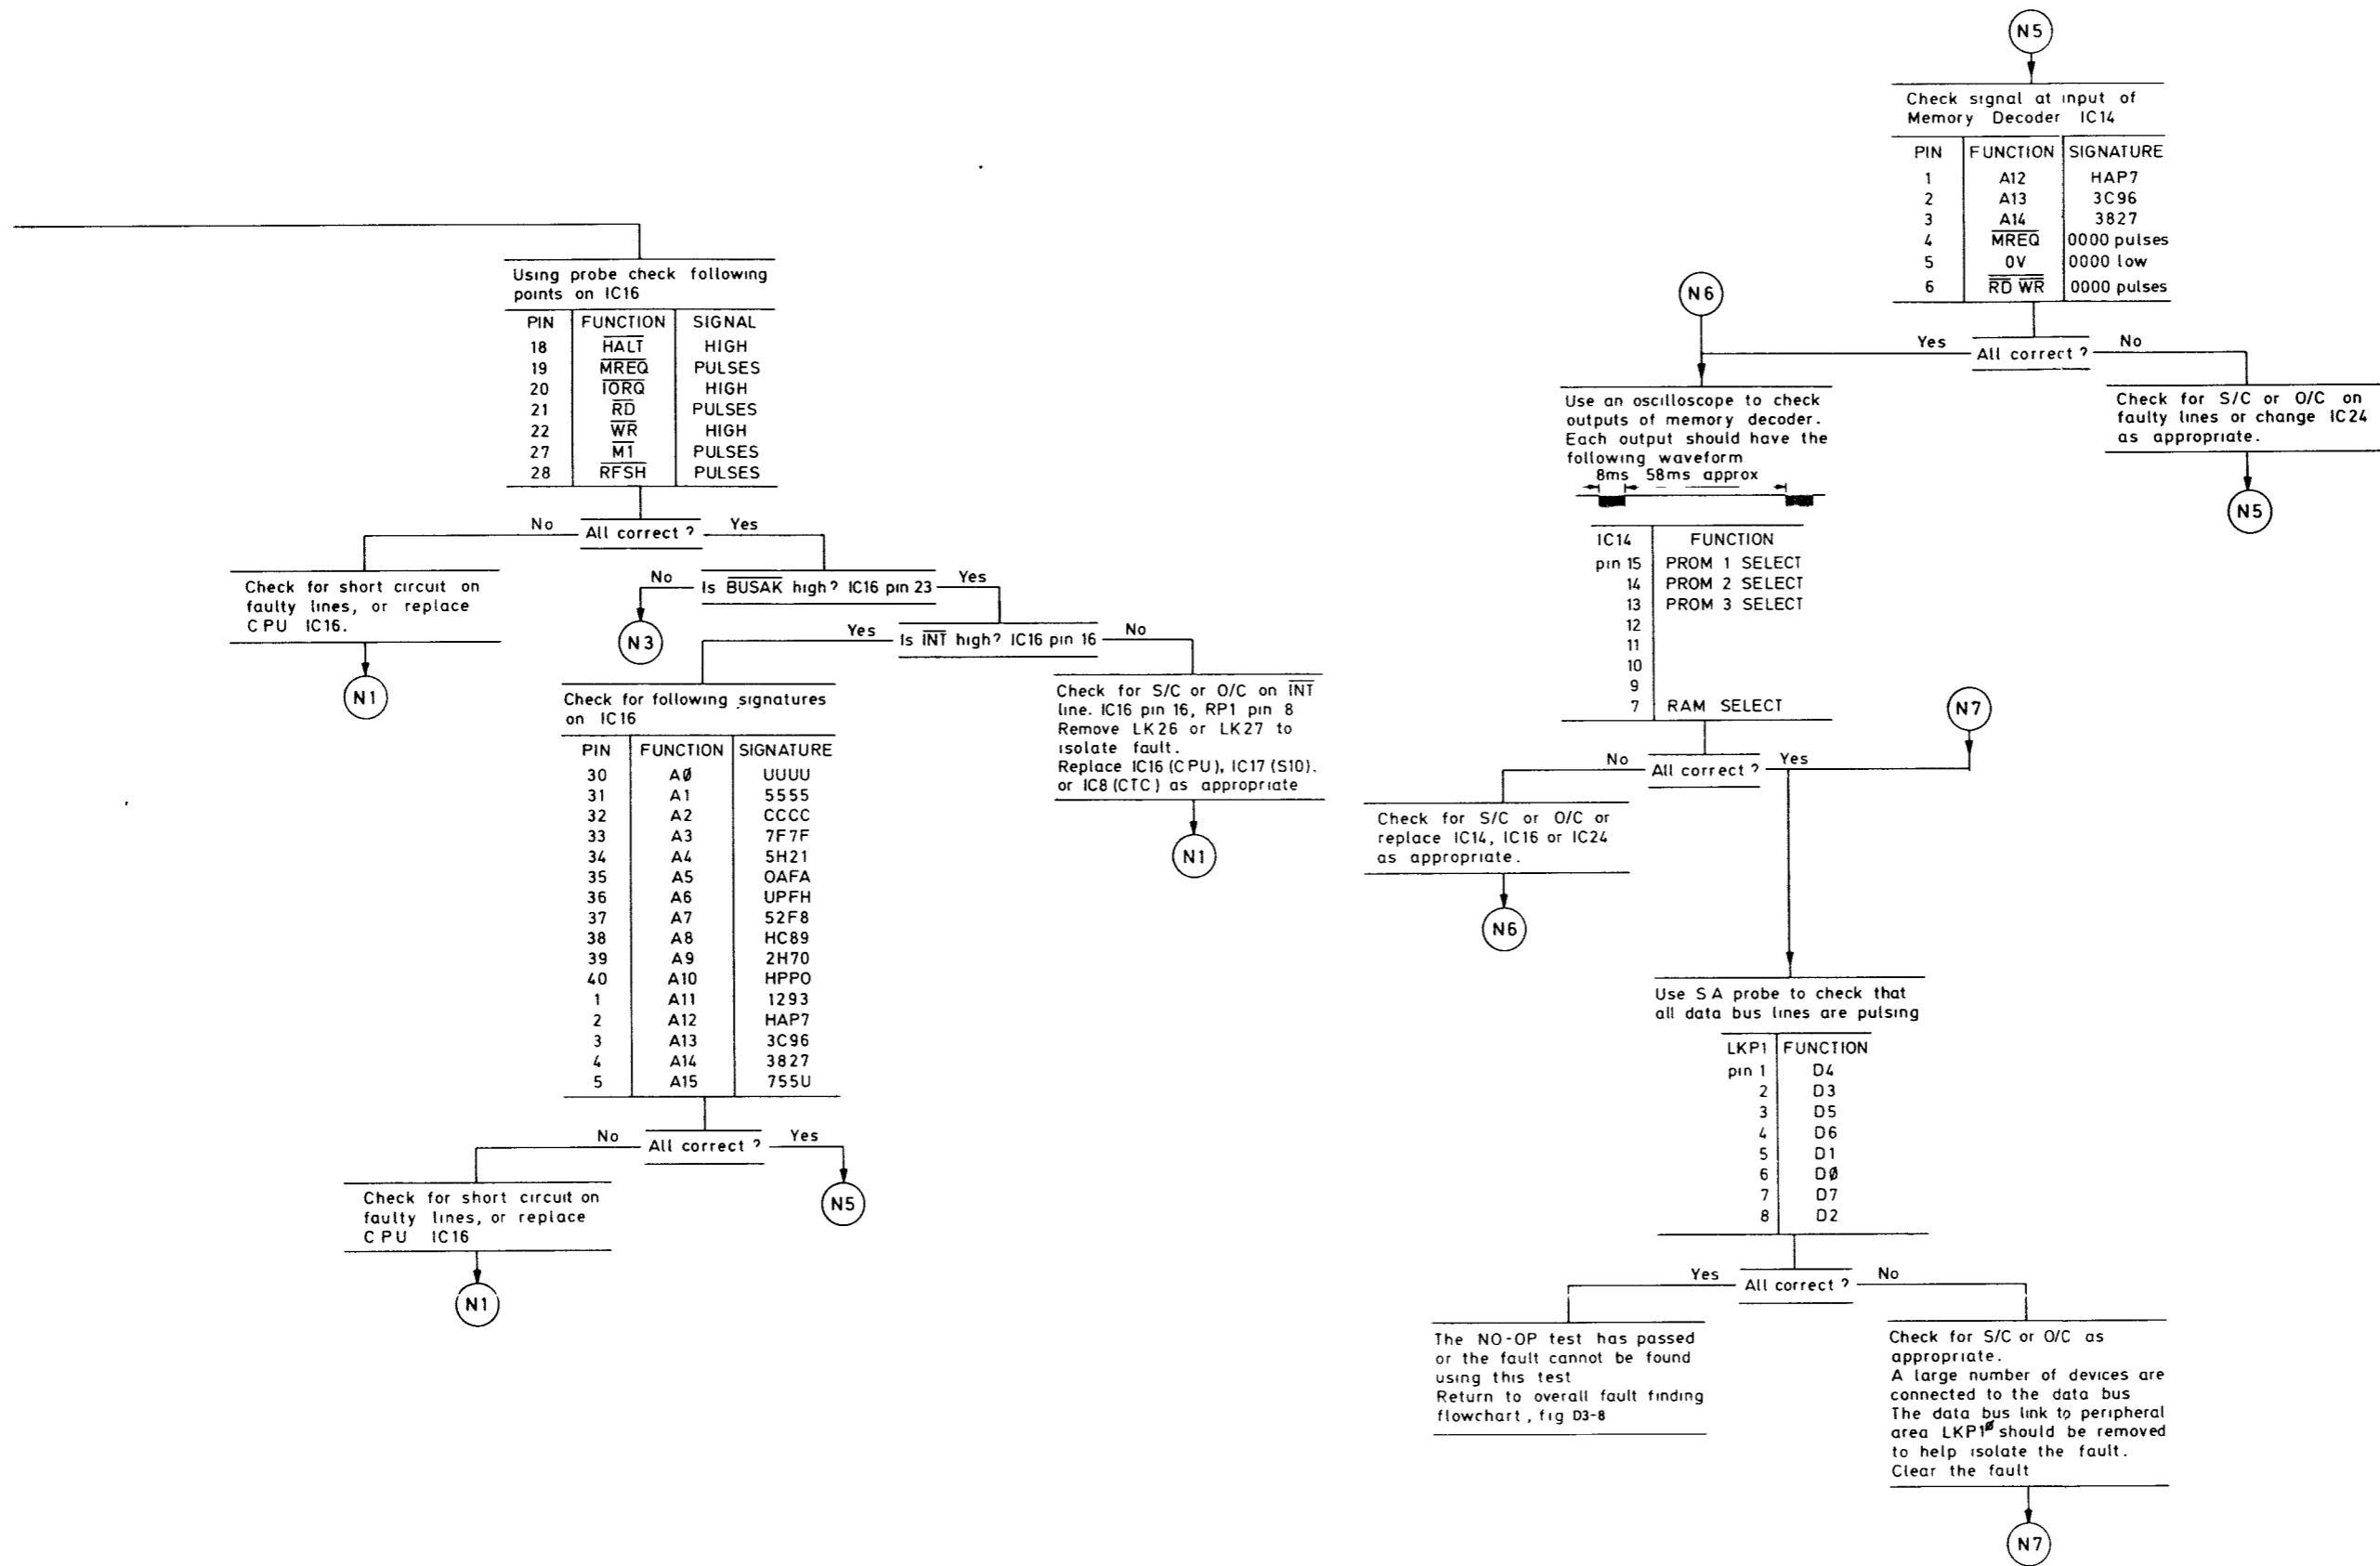 Using probe check following
points on IC16
PIN FUNCTION SIGNAL
18 HALT HIGH
19 MREQ PULSES
20 IORQ HIGH
21 RD PULSES
22 WR HIGH
27 M1 PULSES
28 RFSH PULSES
No All correct ? Yes
Check for short circuit on
faulty lines, or replace
CPU IC16.
N1
No Is BUSAK high? IC16 pin 23 Yes
N3
Yes Is INT high? IC16 pin 16 No
Check for S/C or O/C on INT
line. IC16 pin 16, RP1 pin 8
Remove LK26 or LK27 to
isolate fault.
Replace IC16 (CPU), IC17 (S10).
or IC8 (CTC) as appropriate
N1
Check for following signatures
on IC16
PIN FUNCTION SIGNATURE
30 AØ UUUU
31 A1 5555
32 A2 CCCC
33 A3 7F7F
34 A4 5H21
35 A5 0AFA
36 A6 UPFH
37 A7 52F8
38 A8 HC89
39 A9 2H70
40 A10 HPP0
1 A11 1293
2 A12 HAP7
3 A13 3C96
4 A14 3827
5 A15 755U
No All correct ? Yes
Check for short circuit on
faulty lines, or replace
CPU IC16
N1
N5
N5
Check signal at input of
Memory Decoder IC14
PIN FUNCTION SIGNATURE
1 A12 HAP7
2 A13 3C96
3 A14 3827
4 MREQ 0000 pulses
5 0V 0000 low
6 RD WR 0000 pulses
Yes All correct ? No
Check for S/C or O/C on
faulty lines or change IC24
as appropriate.
N5
N6
Use an oscilloscope to check
outputs of memory decoder.
Each output should have the
following waveform
8ms 58ms approx
IC14 FUNCTION
pin 15 PROM 1 SELECT
14 PROM 2 SELECT
13 PROM 3 SELECT
12
11
10
9
7 RAM SELECT
No All correct ? Yes
N7
Check for S/C or O/C or
replace IC14, IC16 or IC24
as appropriate.
N6
Use SA probe to check that
all data bus lines are pulsing
LKP1 FUNCTION
pin 1 D4
2 D3
3 D5
4 D6
5 D1
6 DØ
7 D7
8 D2
Yes All correct ? No
The NO-OP test has passed
or the fault cannot be found
using this test
Return to overall fault finding
flowchart, fig D3-8
Check for S/C or O/C as
appropriate.
A large number of devices are
connected to the data bus
The data bus link to peripheral
area LKP1Ø should be removed
to help isolate the fault.
Clear the fault
N7